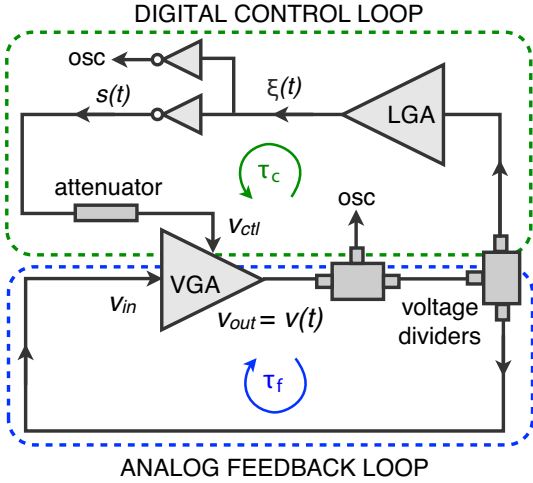 DIGITAL CONTROL LOOP
osc
s(t)
ξ(t)
LGA
τc
attenuator
osc
vctl
VGA
vin
vout = v(t)
voltage
dividers
τf
ANALOG FEEDBACK LOOP